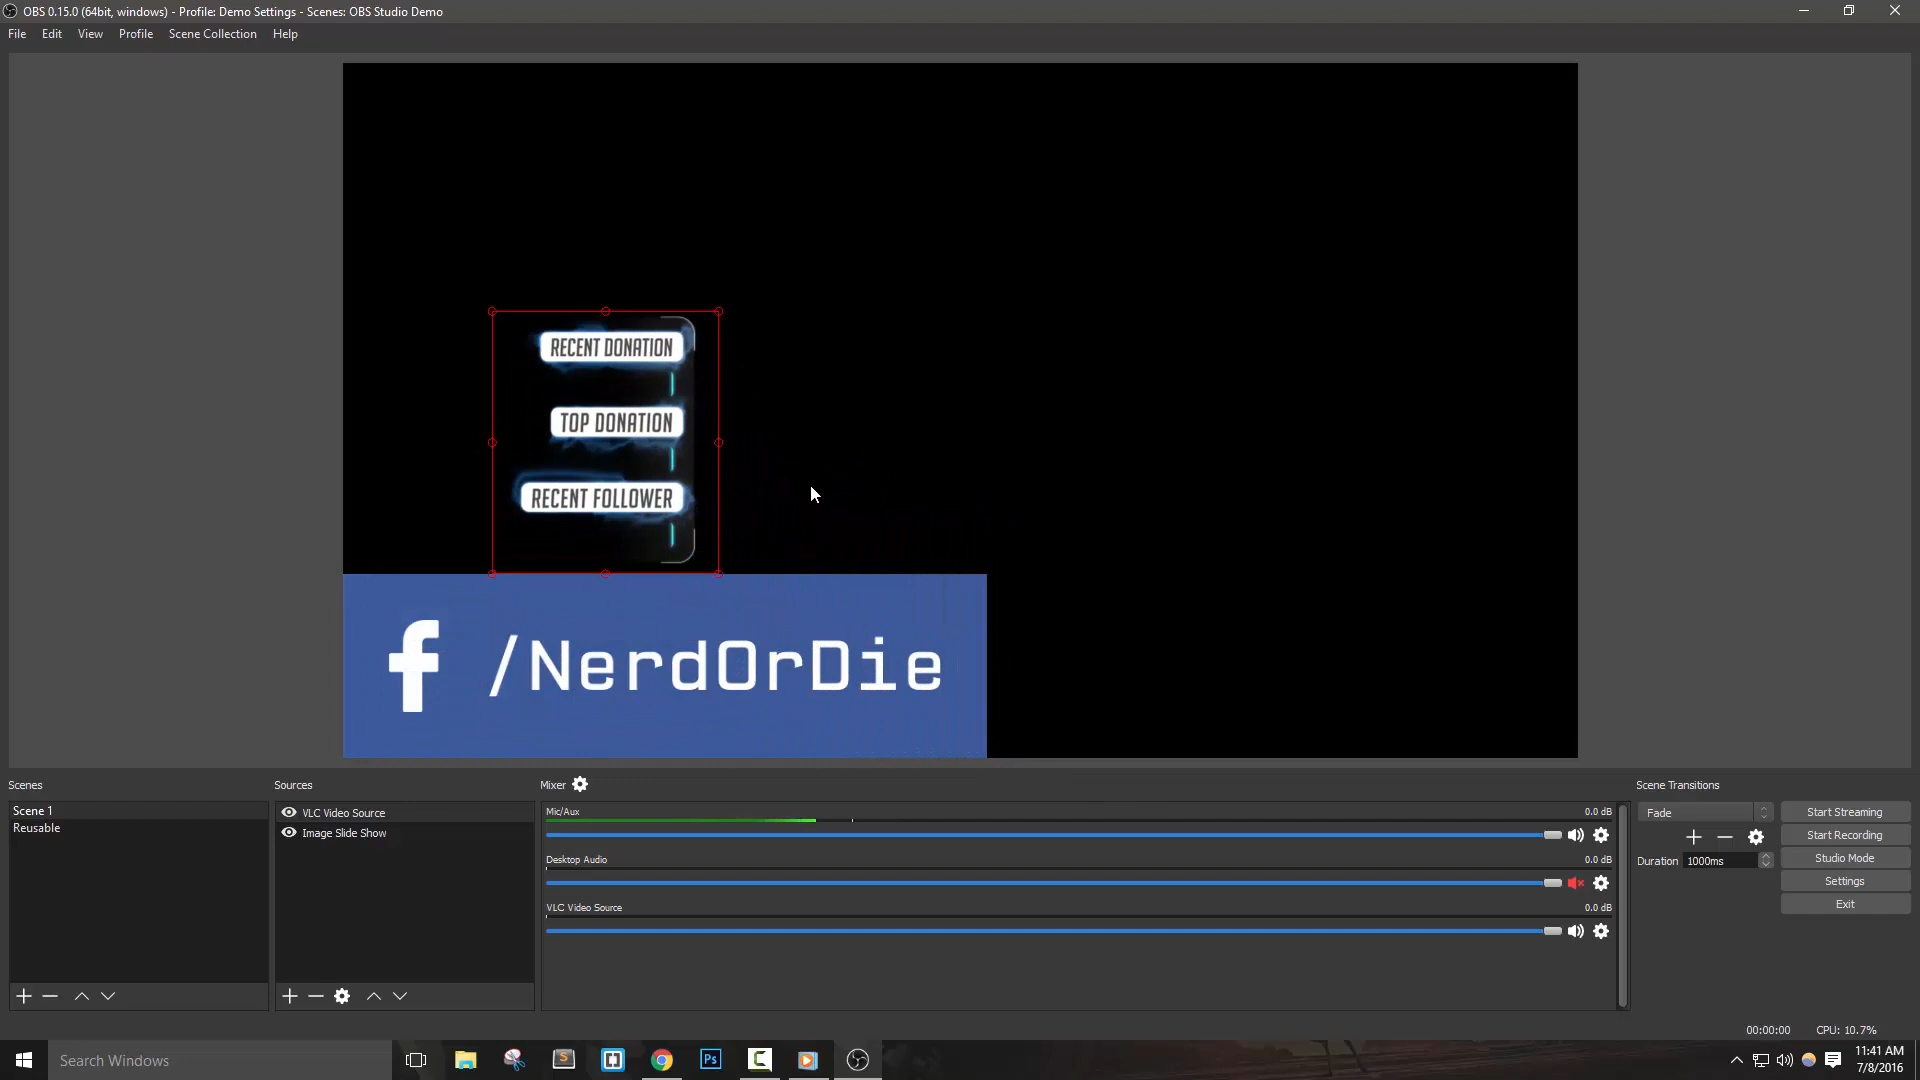 OBS 0.15.0 (64bit, windows) - Profile: Demo Settings - Scenes: OBS Studio Demo
File Edit View Profile Scene Collection Help
RECENT DONATION
TOP DONATION
RECENT FOLLOWER
f /NerdOrDie
Scenes
Scene 1
Reusable
Sources
VLC Video Source
Image Slide Show
Mixer
Mic/Aux 0.0 dB
Desktop Audio 0.0 dB
VLC Video Source 0.0 dB
Scene Transitions
Fade
Duration 1000ms
Start Streaming
Start Recording
Studio Mode
Settings
Exit
00:00:00 CPU: 10.7%
Search Windows
S
Ps
C
11:41 AM
7/8/2016